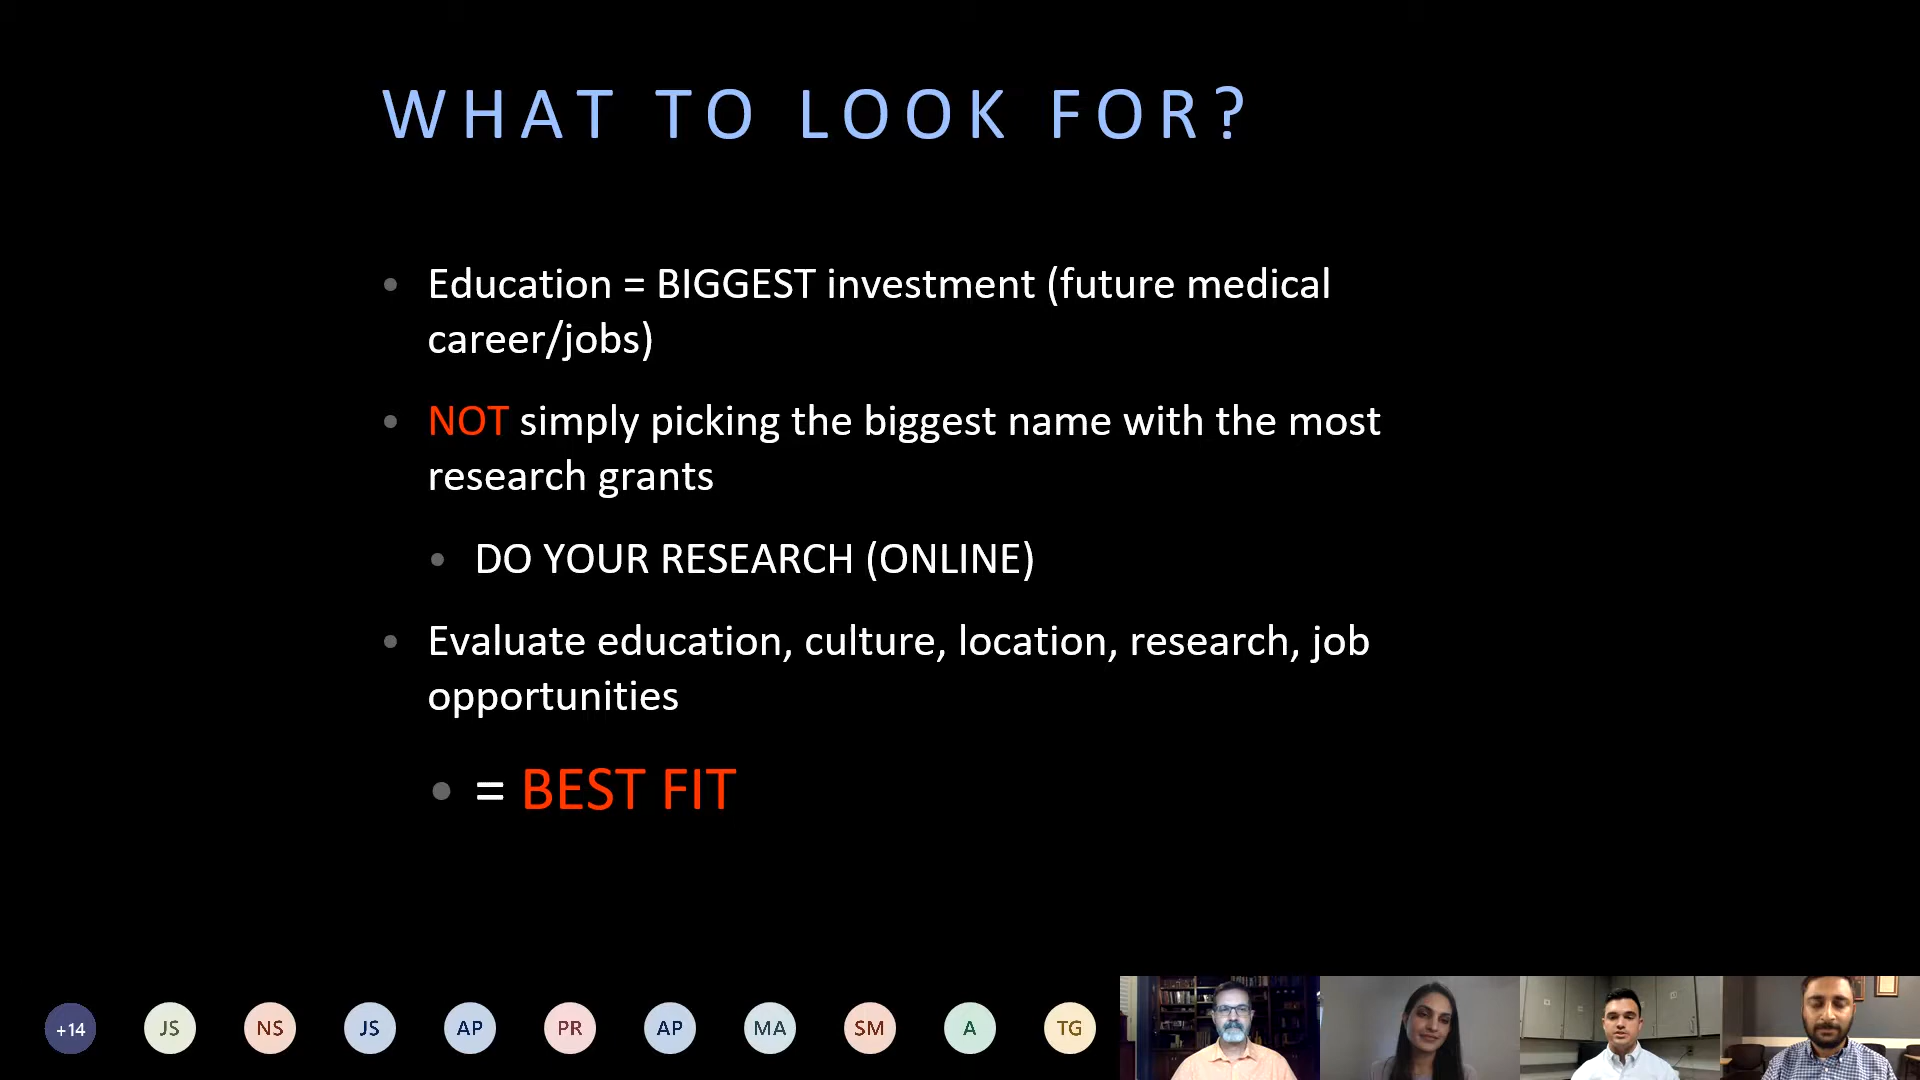 WHAT TO LOOK FOR?
• Education = BIGGEST investment (future medical
career/jobs)
• NOT simply picking the biggest name with the most
research grants
• DO YOUR RESEARCH (ONLINE)
• Evaluate education, culture, location, research, job
opportunities
• = BEST FIT
+14 JS NS JS AP PR AP MA SM A TG